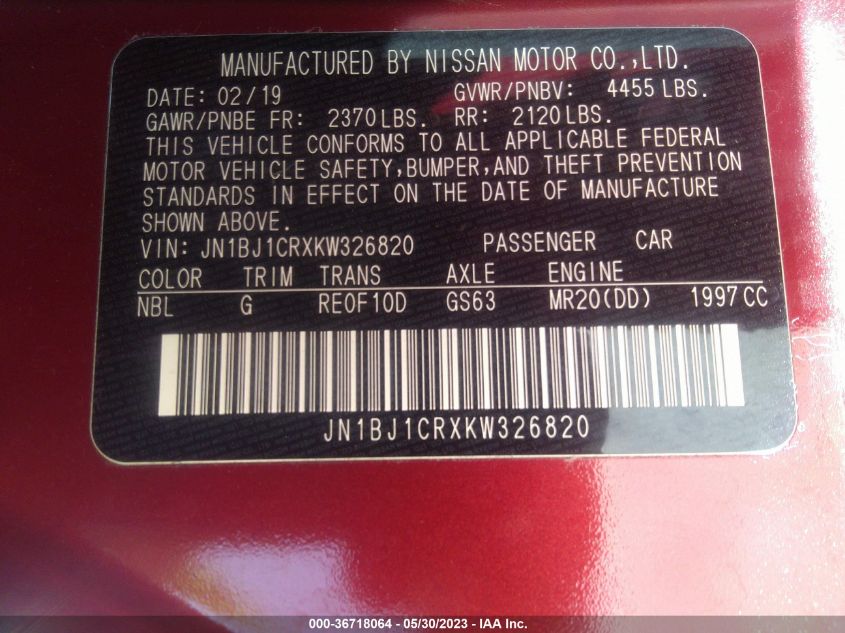 MANUFACTURED BY NISSAN MOTOR CO.,LTD.
DATE: 02/19 GVWR/PNBV: 4455 LBS.
GAWR/PNBE FR: 2370 LBS. RR: 2120 LBS.
THIS VEHICLE CONFORMS TO ALL APPLICABLE FEDERAL
MOTOR VEHICLE SAFETY,BUMPER,AND THEFT PREVENTION
STANDARDS IN EFFECT ON THE DATE OF MANUFACTURE
SHOWN ABOVE.
VIN: JN1BJ1CRXKW326820 PASSENGER CAR
COLOR TRIM TRANS AXLE ENGINE
NBL G RE0F10D GS63 MR20(DD) 1997 CC
JN1BJ1CRXKW326820
000-36718064 - 05/30/2023 - IAA Inc.